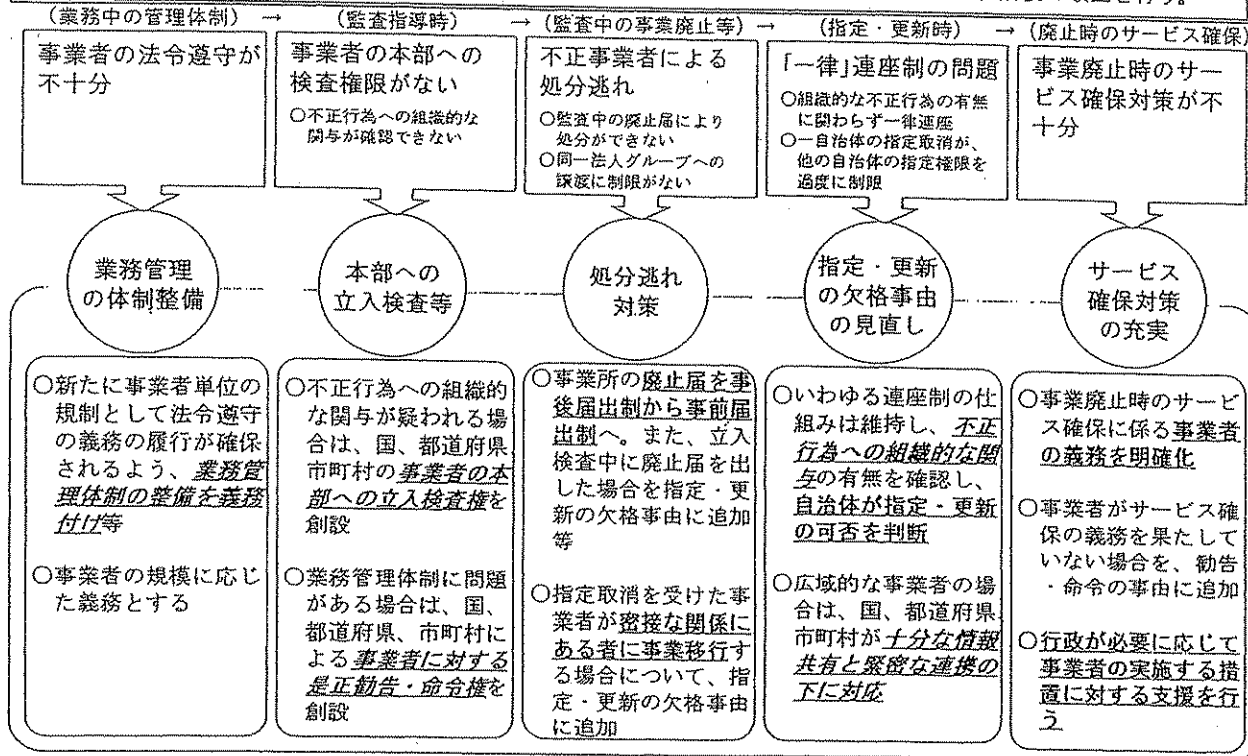 （業務中の管理体制） → （監査指導時） → （監査中の事業廃止等） → （指定・更新時） → （廃止時のサービス確保）
事業者の法令遵守が
不十分
事業者の本部への
検査権限がない
○不正行為への組織的な
関与が確認できない
不正事業者による
処分逃れ
○監査中の廃止届により
処分ができない
○同一法人グループへの
譲渡に制限がない
「一律」連座制の問題
○組織的な不正行為の有無
に関わらず一律連座
○一自治体の指定取消が、
他の自治体の指定権限を
過度に制限
事業廃止時のサー
ビス確保対策が不
十分
業務管理
の体制整備
本部への
立入検査等
処分逃れ
対策
指定・更新
の欠格事由
の見直し
サービス
確保対策
の充実
○新たに事業者単位の
規制として法令遵守
の義務の履行が確保
されるよう、業務管
理体制の整備を義務
付け等
○事業者の規模に応じ
た義務とする
○不正行為への組織的
な関与が疑われる場
合は、国、都道府県
市町村の事業者の本
部への立入検査権を
創設
○業務管理体制に問題
がある場合は、国、
都道府県、市町村に
よる事業者に対する
是正勧告・命令権を
創設
○事業所の廃止届を事
後届出制から事前届
出制へ。また、立入
検査中に廃止届を出
した場合を指定・更
新の欠格事由に追加
等
○指定取消を受けた事
業者が密接な関係に
ある者に事業移行す
る場合について、指
定・更新の欠格事由
に追加
○いわゆる連座制の仕
組みは維持し、不正
行為への組織的な関
与の有無を確認し、
自治体が指定・更新
の可否を判断
○広域的な事業者の場
合は、国、都道府県
市町村が十分な情報
共有と緊密な連携の
下に対応
○事業廃止時のサービ
ス確保に係る事業者
の義務を明確化
○事業者がサービス確
保の義務を果たして
いない場合を、勧告
・命令の事由に追加
○行政が必要に応じて
事業者の実施する措
置に対する支援を行
う